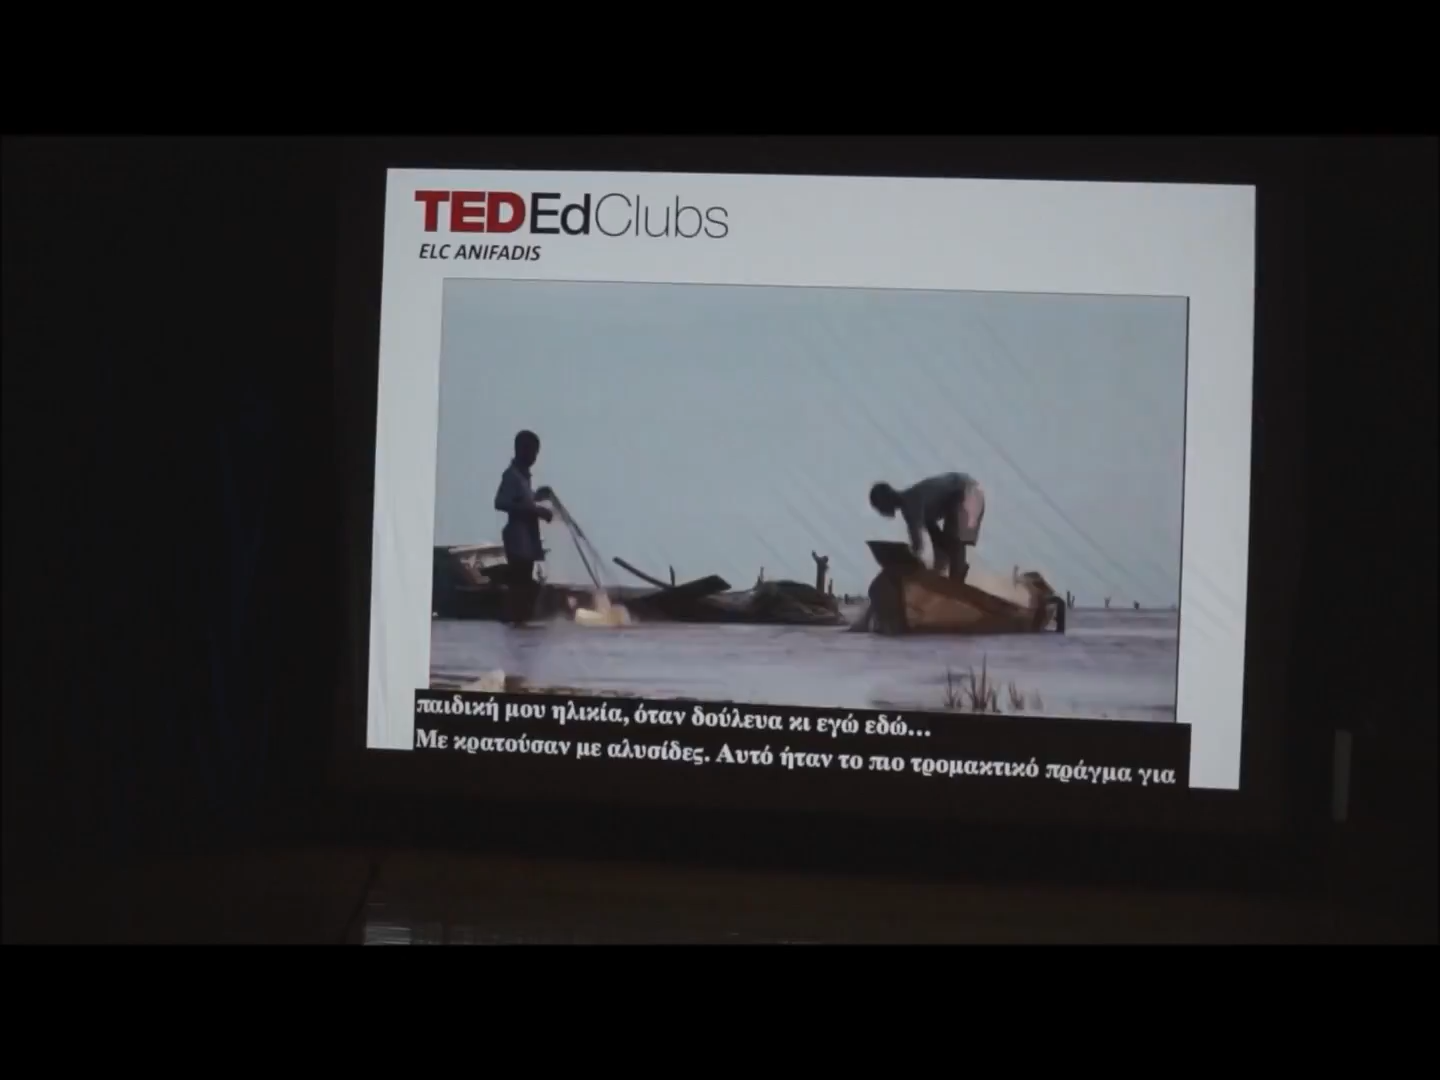 TEDEdClubs
ELC ANIFADIS
παιδική μου ηλικία, όταν δούλευα κι εγώ εδώ...
Με κρατούσαν με αλυσίδες. Αυτό ήταν το πιο τρομακτικό πράγμα για